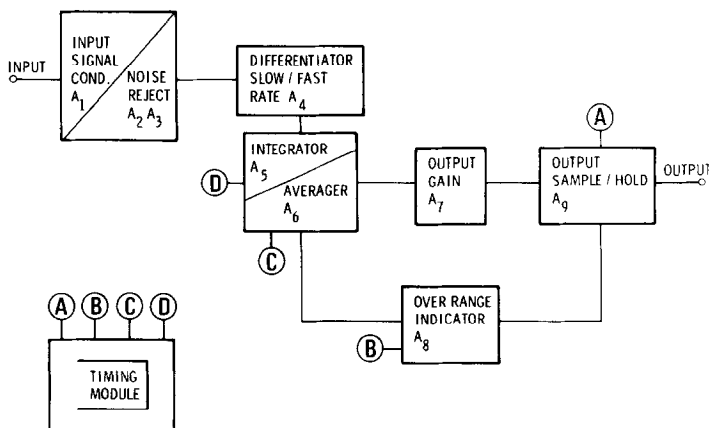 INPUT
INPUT
SIGNAL
COND.
A1
NOISE
REJECT
A2 A3
DIFFERENTIATOR
SLOW / FAST
RATE A4
INTEGRATOR
A5
AVERAGER
A6
D
C
OUTPUT
GAIN
A7
A
OUTPUT
SAMPLE / HOLD
A9
OUTPUT
OVER RANGE
INDICATOR
A8
B
A B C D
TIMING
MODULE